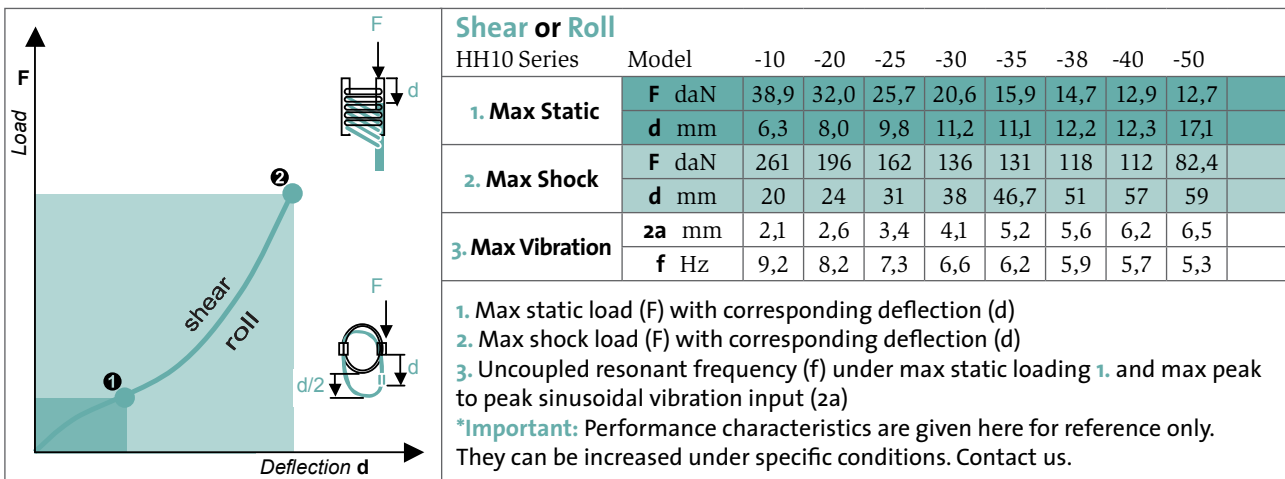 F
Load
shear
roll
1
2
Deflection d
F
d
F
d
d/2
Shear or Roll
HH10 Series Model -10 -20 -25 -30 -35 -38 -40 -50
1. Max Static F daN 38,9 32,0 25,7 20,6 15,9 14,7 12,9 12,7
d mm 6,3 8,0 9,8 11,2 11,1 12,2 12,3 17,1
2. Max Shock F daN 261 196 162 136 131 118 112 82,4
d mm 20 24 31 38 46,7 51 57 59
3. Max Vibration 2a mm 2,1 2,6 3,4 4,1 5,2 5,6 6,2 6,5
f Hz 9,2 8,2 7,3 6,6 6,2 5,9 5,7 5,3
1. Max static load (F) with corresponding deflection (d)
2. Max shock load (F) with corresponding deflection (d)
3. Uncoupled resonant frequency (f) under max static loading 1. and max peak
to peak sinusoidal vibration input (2a)
*Important: Performance characteristics are given here for reference only.
They can be increased under specific conditions. Contact us.